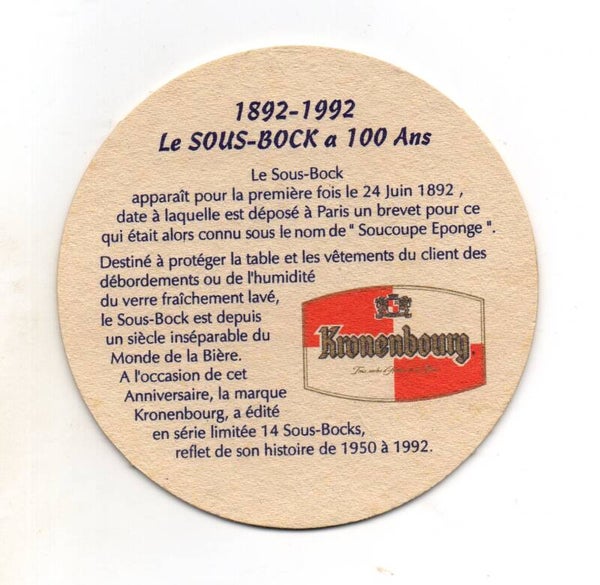 1892-1992
Le SOUS-BOCK a 100 Ans
Le Sous-Bock
apparaît pour la première fois le 24 Juin 1892 ,
date à laquelle est déposé à Paris un brevet pour ce
qui était alors connu sous le nom de " Soucoupe Eponge ".
Destiné à protéger la table et les vêtements du client des
débordements ou de l'humidité
du verre fraîchement lavé,
le Sous-Bock est depuis
un siècle inséparable du
Monde de la Bière.
A l'occasion de cet
Anniversaire, la marque
Kronenbourg, a édité
en série limitée 14 Sous-Bocks,
reflet de son histoire de 1950 à 1992.
Kronenbourg